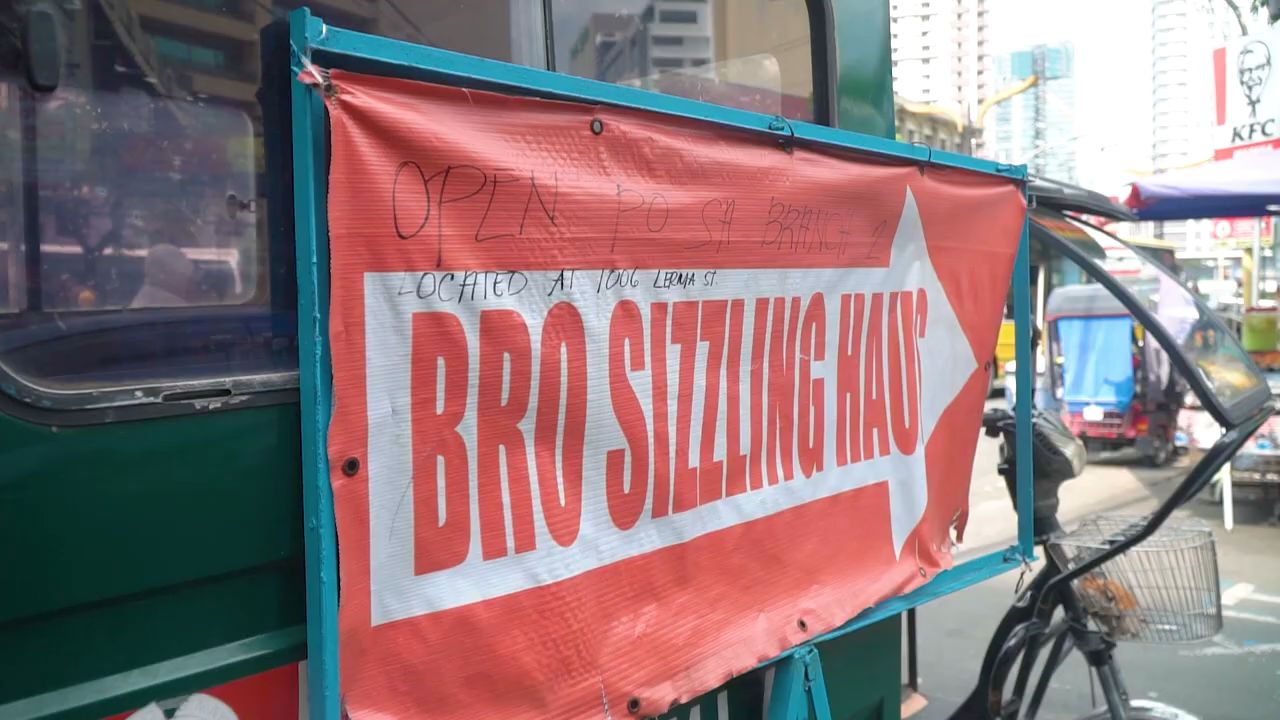 OPEN PO SA BRANCH 2
LOCATED AT 1006 LERMA ST.
BRO SIZZLING HAUS
KFC